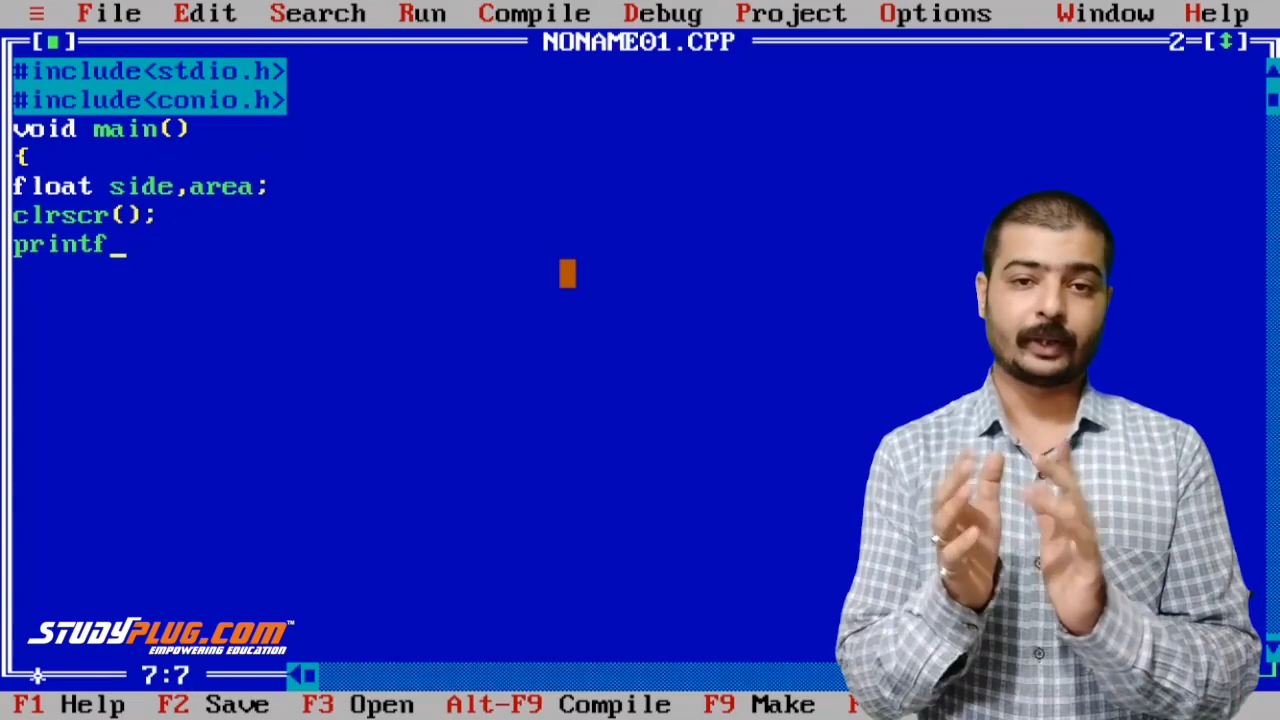 ≡ File Edit Search Run Compile Debug Project Options Window Help
[■] NONAME01.CPP 2=[↕]
#include<stdio.h>
#include<conio.h>
void main()
{
float side,area;
clrscr();
printf_
STUDYPLUG.COM™
EMPOWERING EDUCATION
7:7
F1 Help F2 Save F3 Open Alt-F9 Compile F9 Make